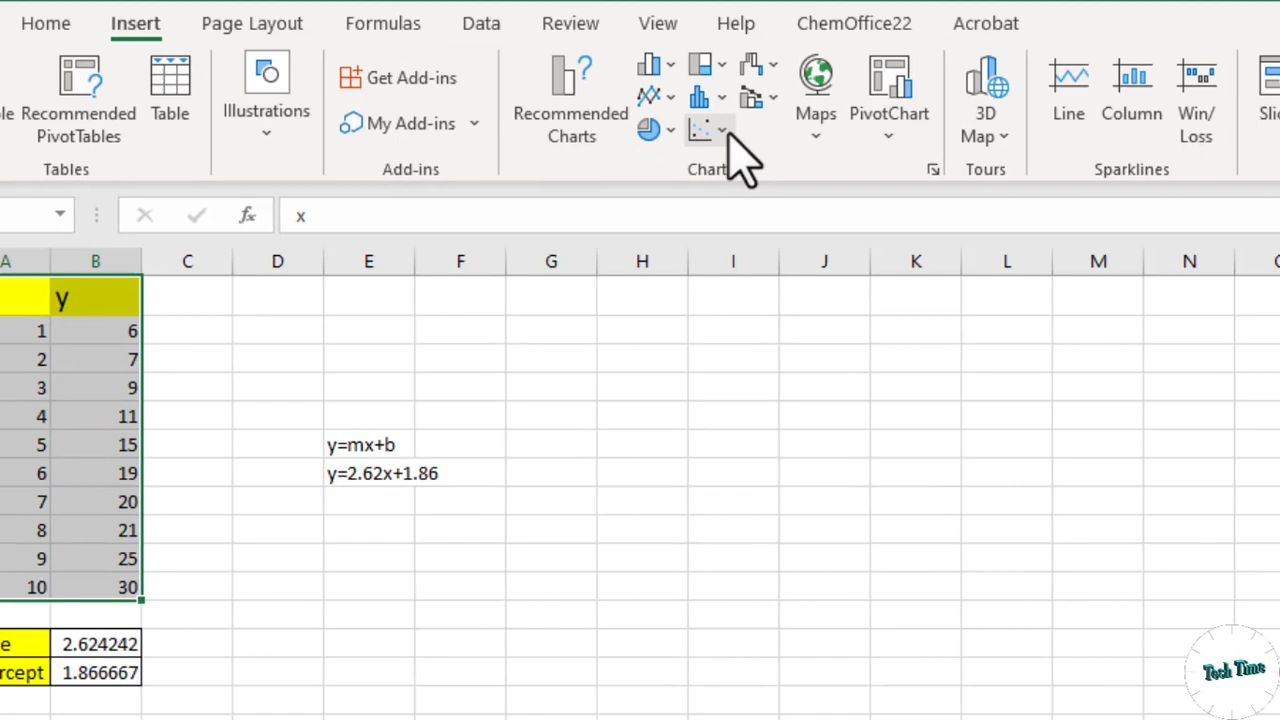 Home Insert Page Layout Formulas Data Review View Help ChemOffice22 Acrobat
Recommended PivotTables
Table
Illustrations
Get Add-ins
My Add-ins
Recommended Charts
Maps
PivotChart
3D Map
Line
Column
Win/Loss
Tables
Add-ins
Tours
Sparklines
fx x
A B C D E F G H I J K L M N
y
1 6
2 7
3 9
4 11
5 15
y=mx+b
6 19
y=2.62x+1.86
7 20
8 21
9 25
10 30
2.624242
1.866667
Tech Time